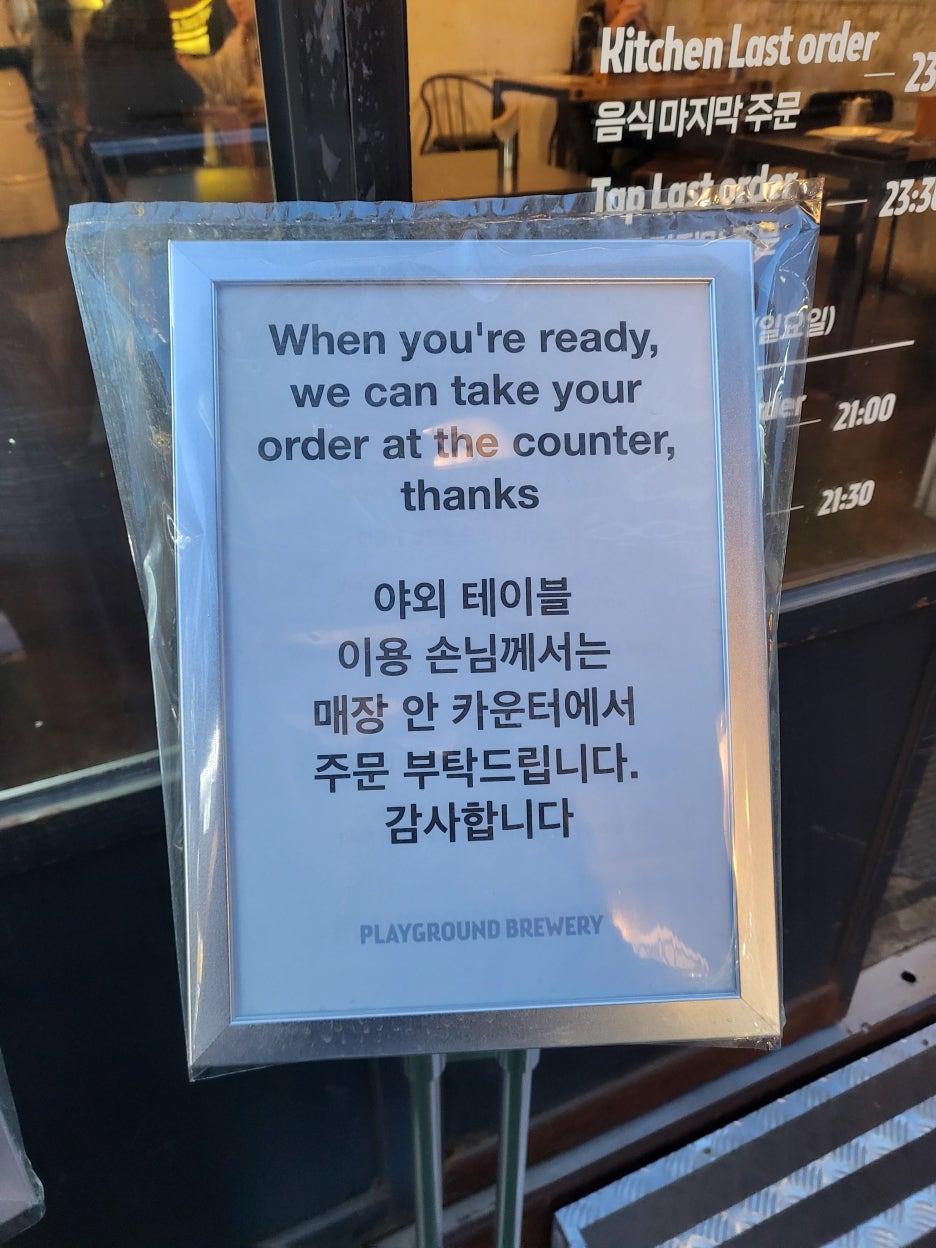 Kitchen Last order
음식 마지막 주문
Tap Last order 23:30
(일요일)
21:00
21:30
When you're ready,
we can take your
order at the counter,
thanks
야외 테이블
이용 손님께서는
매장 안 카운터에서
주문 부탁드립니다.
감사합니다
PLAYGROUND BREWERY